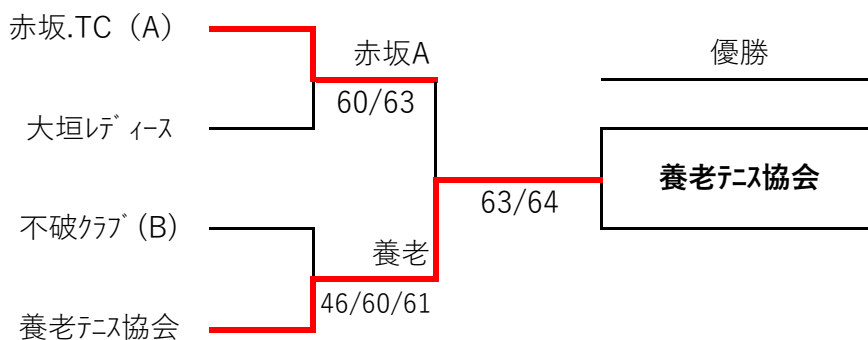 赤坂.TC（A）
赤坂A
優勝
60/63
大垣ﾚﾃﾞｨｰｽ
養老ﾃﾆｽ協会
63/64
不破ｸﾗﾌﾞ(B)
養老
46/60/61
養老ﾃﾆｽ協会